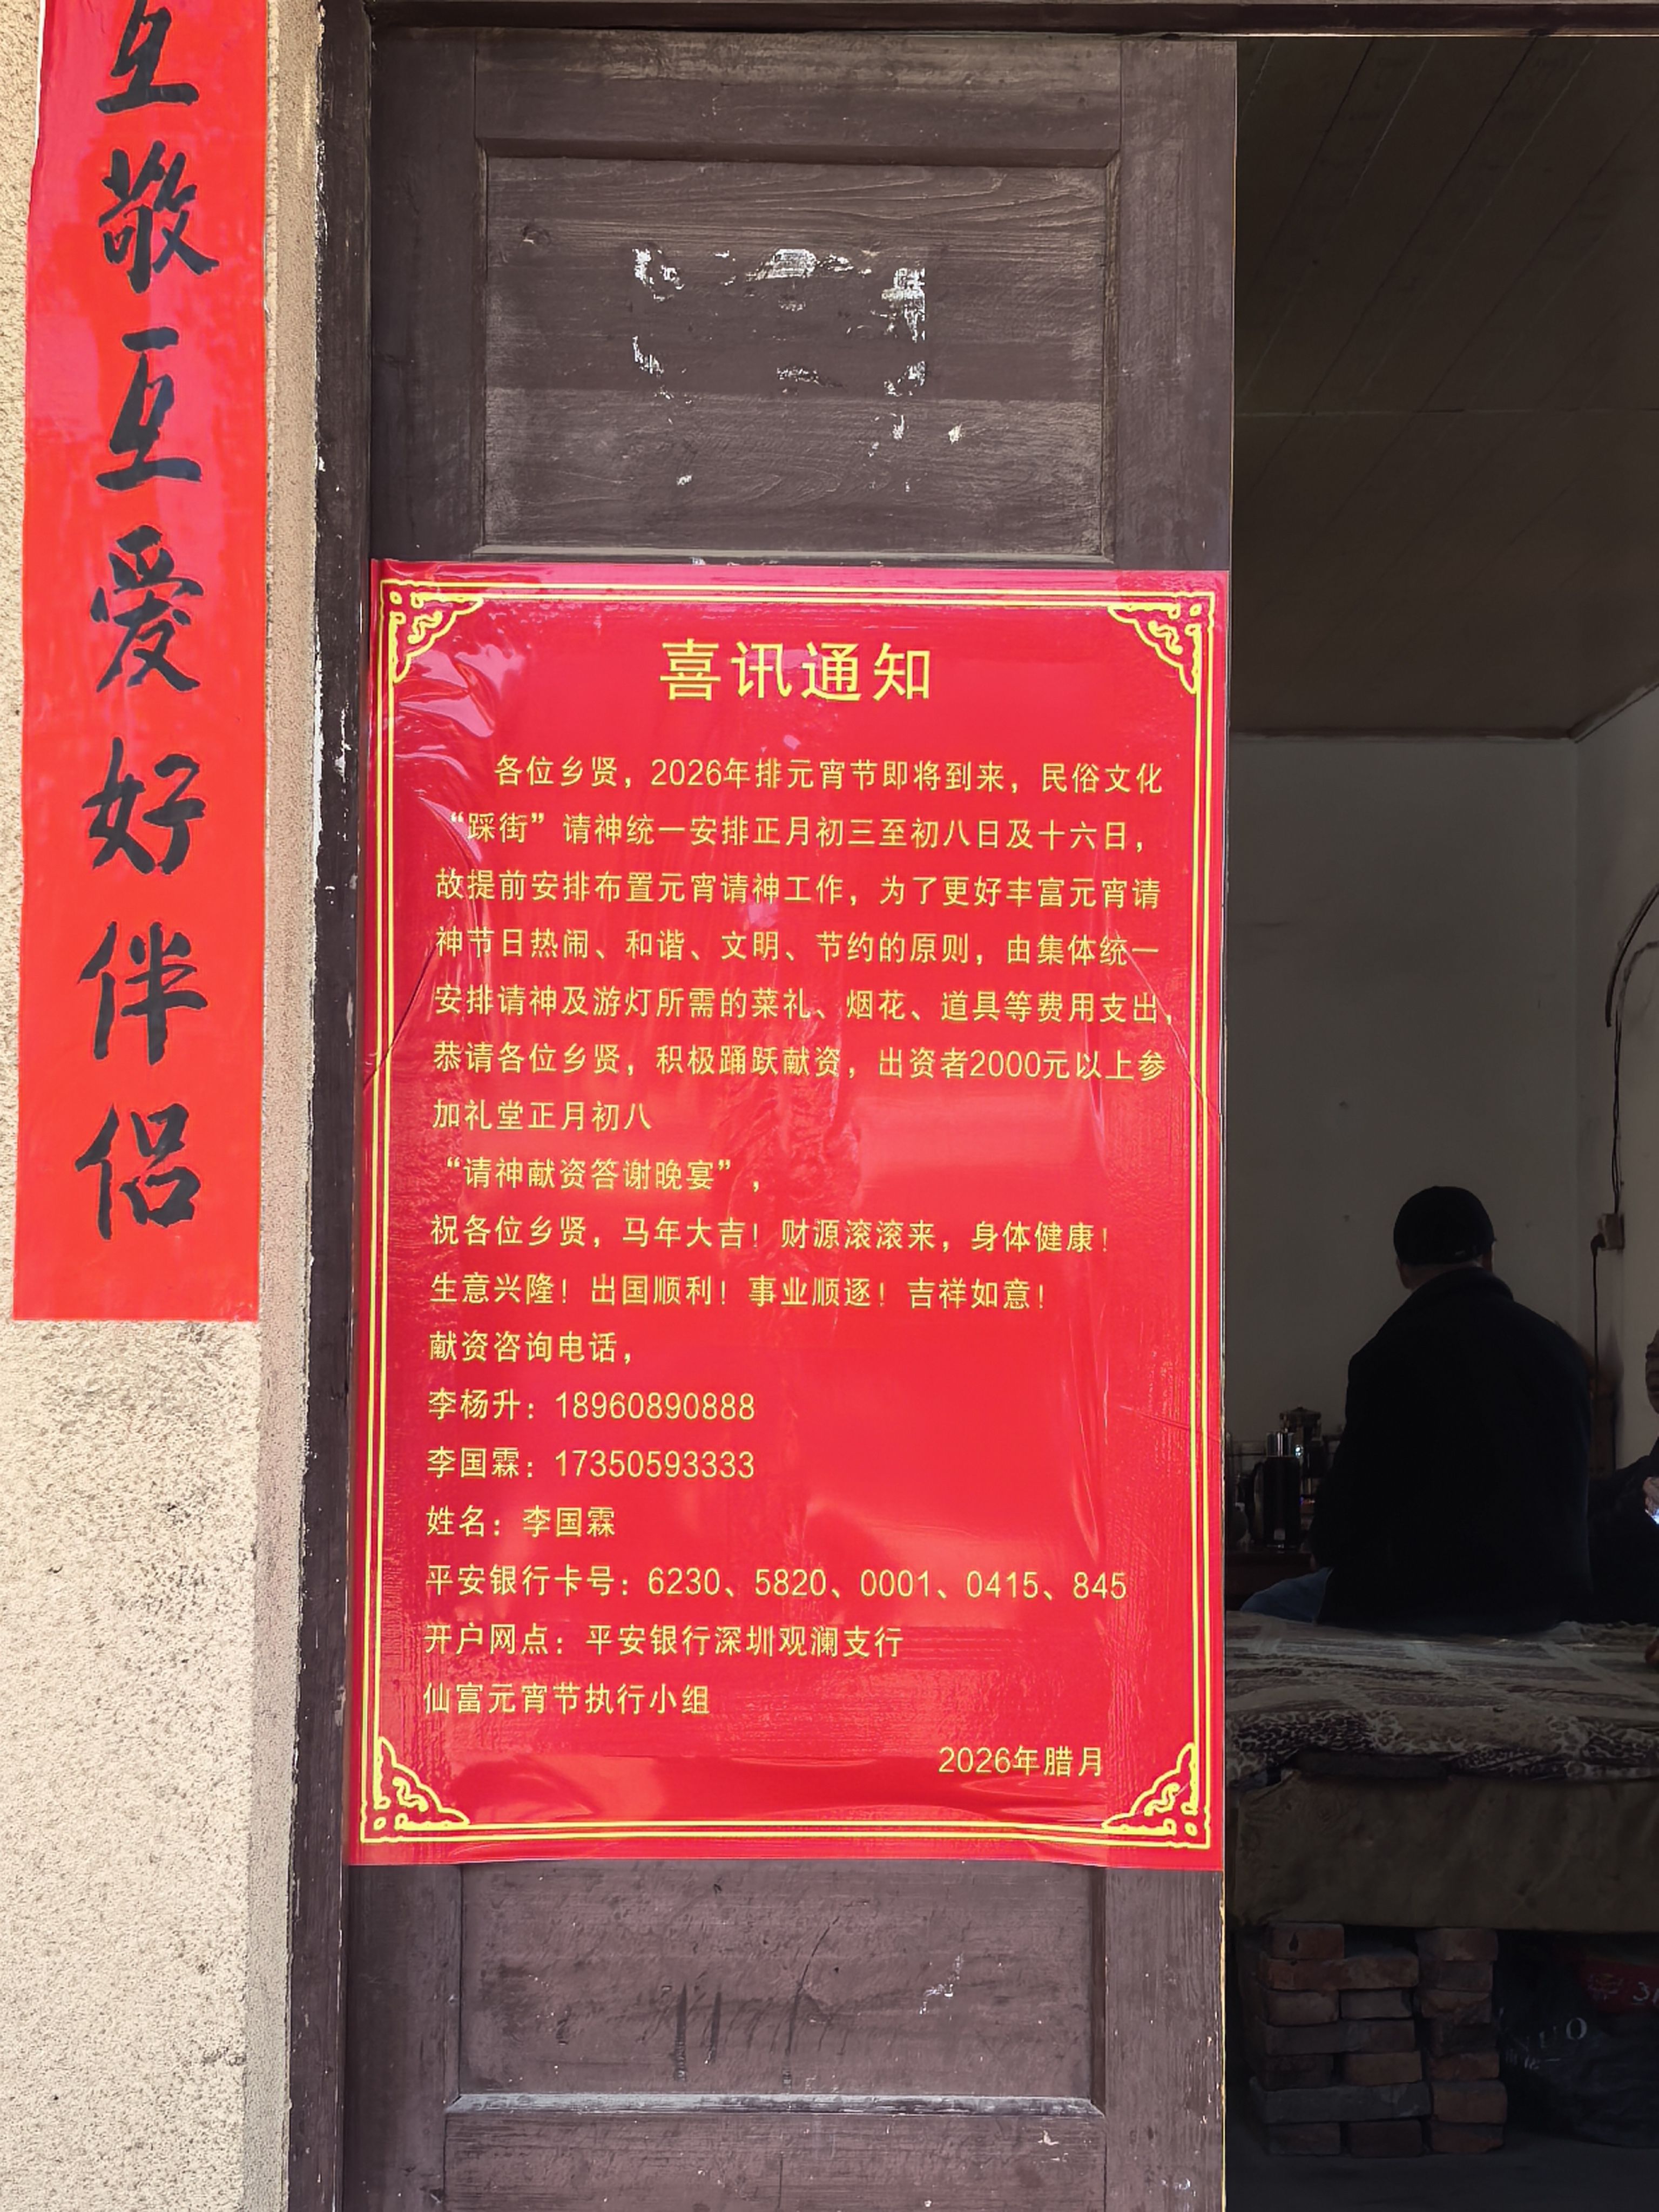 互敬互爱好伴侣
喜讯通知
各位乡贤，2026年排元宵节即将到来，民俗文化
“踩街”请神统一安排正月初三至初八日及十六日，
故提前安排布置元宵请神工作，为了更好丰富元宵请
神节日热闹、和谐、文明、节约的原则，由集体统一
安排请神及游灯所需的菜礼、烟花、道具等费用支出，
恭请各位乡贤，积极踊跃献资，出资者2000元以上参
加礼堂正月初八
“请神献资答谢晚宴”，
祝各位乡贤，马年大吉！财源滚滚来，身体健康！
生意兴隆！出国顺利！事业顺逐！吉祥如意！
献资咨询电话，
李杨升：18960890888
李国霖：17350593333
姓名：李国霖
平安银行卡号：6230、5820、0001、0415、845
开户网点：平安银行深圳观澜支行
仙富元宵节执行小组
2026年腊月